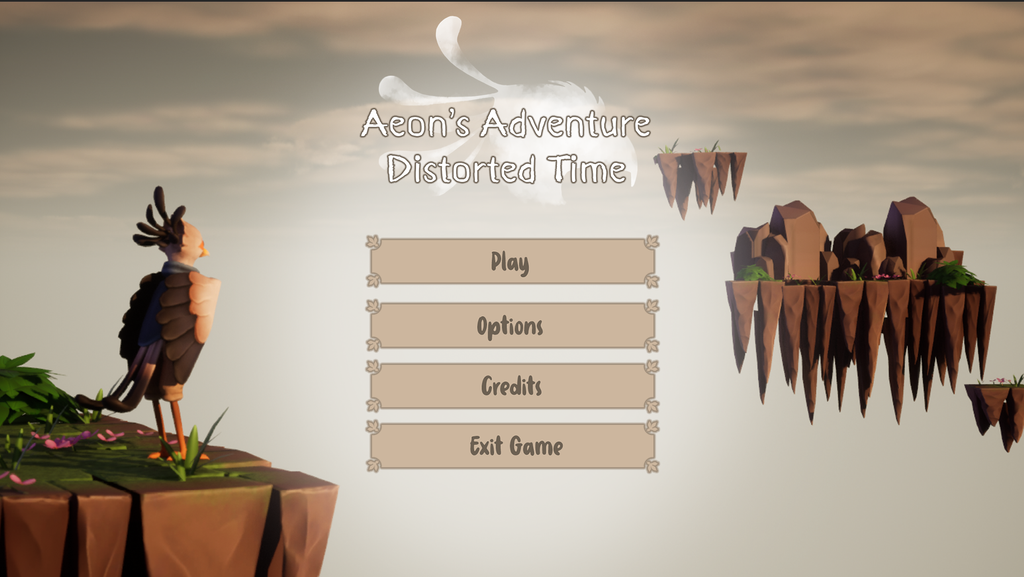 Aeon's Adventure
Distorted Time
Play
Options
Credits
Exit Game